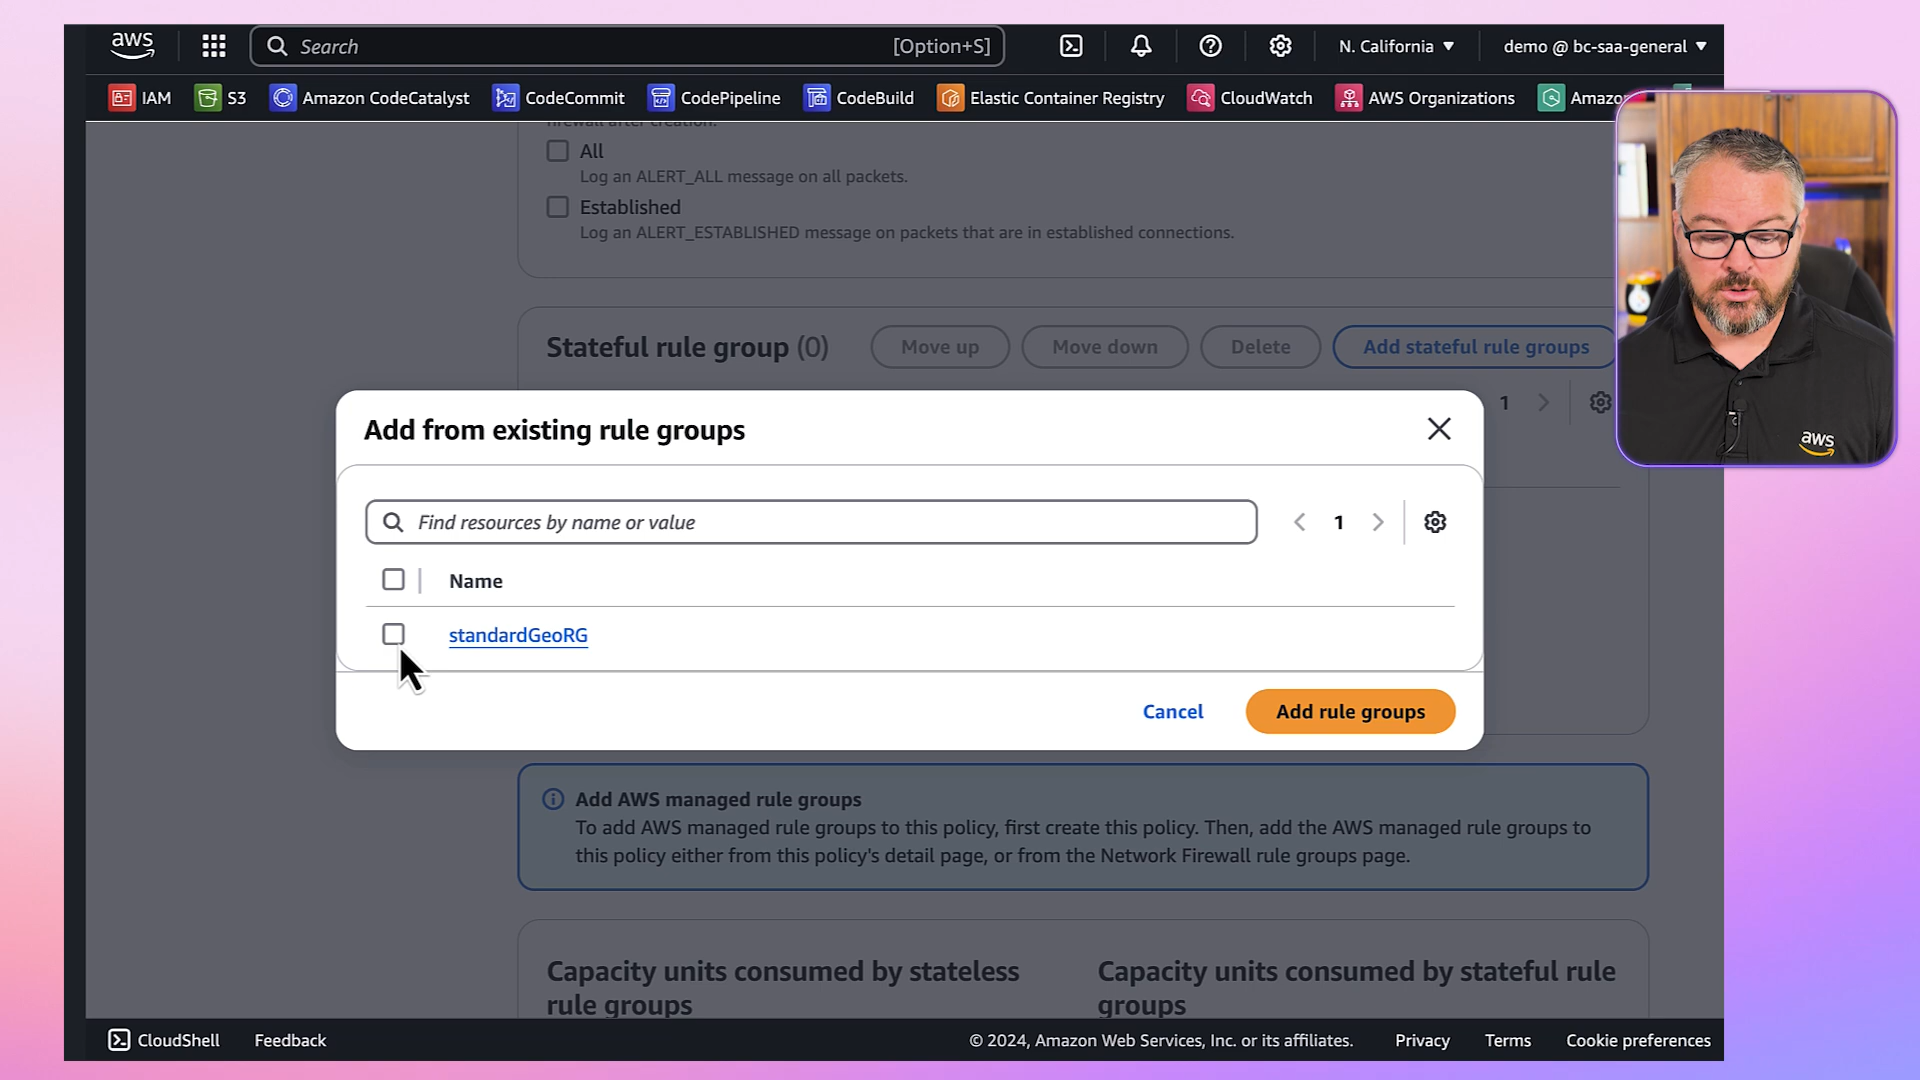 aws
Search [Option+S]
N. California ▼
demo @ bc-saa-general ▼
IAM
S3
Amazon CodeCatalyst
CodeCommit
CodePipeline
CodeBuild
Elastic Container Registry
CloudWatch
AWS Organizations
firewall after creation.
All
Log an ALERT_ALL message on all packets.
Established
Log an ALERT_ESTABLISHED message on packets that are in established connections.
Stateful rule group (0)
Move up
Move down
Delete
Add stateful rule groups
1
Add from existing rule groups
Find resources by name or value
1
Name
standardGeoRG
Cancel
Add rule groups
Add AWS managed rule groups
To add AWS managed rule groups to this policy, first create this policy. Then, add the AWS managed rule groups to
this policy either from this policy's detail page, or from the Network Firewall rule groups page.
Capacity units consumed by stateless
rule groups
Capacity units consumed by stateful rule
groups
aws
CloudShell
Feedback
© 2024, Amazon Web Services, Inc. or its affiliates.
Privacy
Terms
Cookie preferences